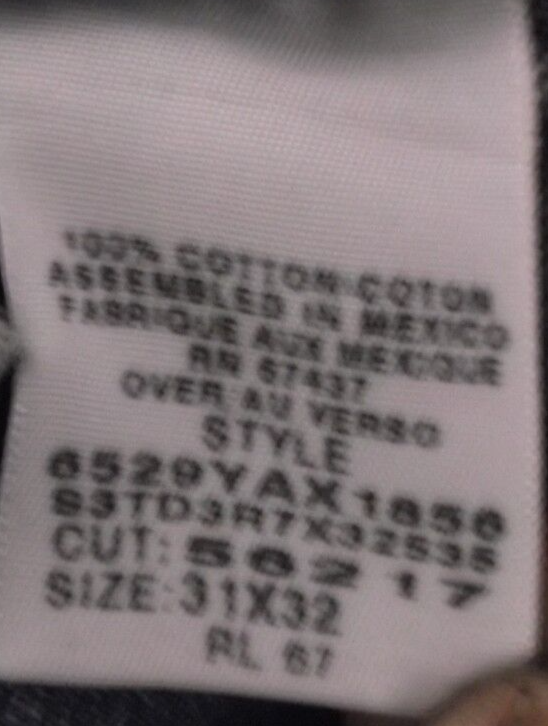 100% COTTON-COTON
ASSEMBLED IN MEXICO
FABRIQUE AUX MEXIQUE
RN 67437
OVER/AU VERSO
STYLE
6529YAX1856
S3TD3R7X32535
CUT: 56217
SIZE:31X32
RL 67